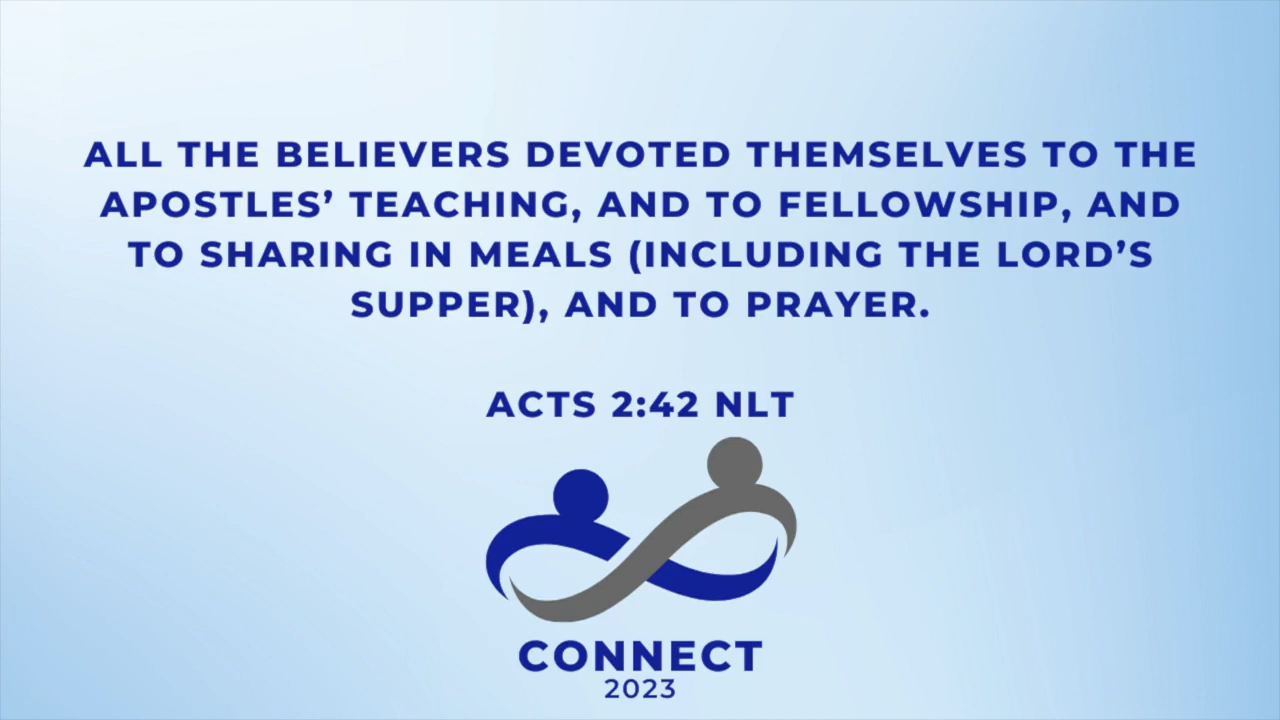 ALL THE BELIEVERS DEVOTED THEMSELVES TO THE
APOSTLES’ TEACHING, AND TO FELLOWSHIP, AND
TO SHARING IN MEALS (INCLUDING THE LORD’S
SUPPER), AND TO PRAYER.
ACTS 2:42 NLT
CONNECT
2023